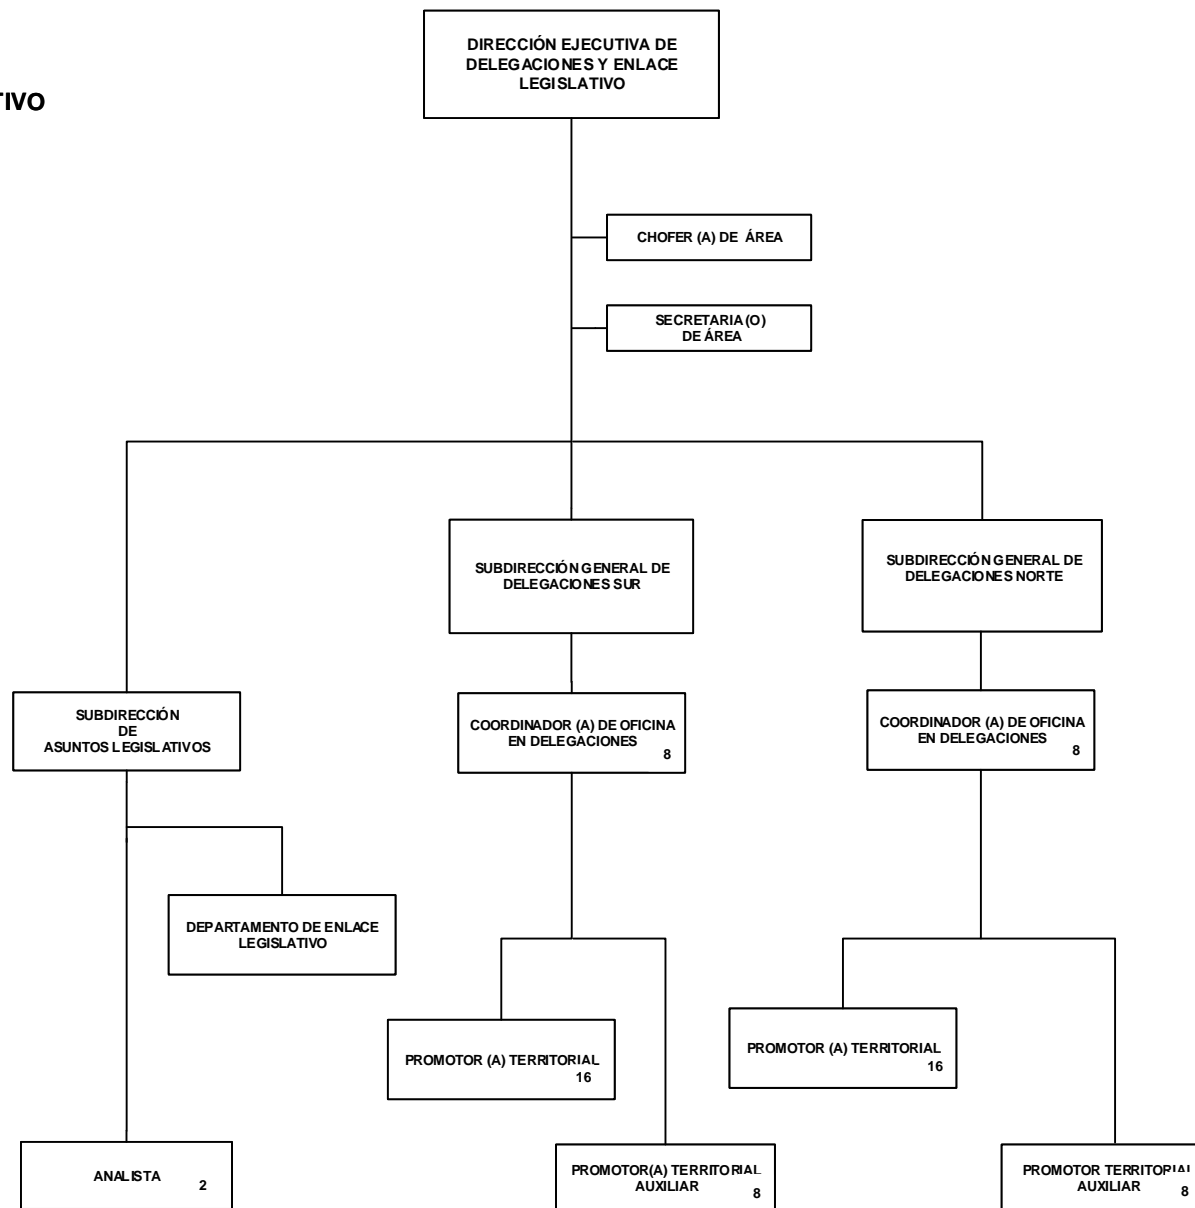 DIRECCIÓN EJECUTIVA DE
DELEGACIONES Y ENLACE
LEGISLATIVO
TIVO
CHOFER (A) DE ÁREA
SECRETARIA (O)
DE ÁREA
SUBDIRECCIÓN GENERAL DE
DELEGACIONES SUR
SUBDIRECCIÓN GENERAL DE
DELEGACIONES NORTE
SUBDIRECCIÓN
DE
ASUNTOS LEGISLATIVOS
COORDINADOR (A) DE OFICINA
EN DELEGACIONES
8
COORDINADOR (A) DE OFICINA
EN DELEGACIONES
8
DEPARTAMENTO DE ENLACE
LEGISLATIVO
PROMOTOR (A) TERRITORIAL
16
PROMOTOR (A) TERRITORIAL
16
ANALISTA
2
PROMOTOR(A) TERRITORIAL
AUXILIAR
8
PROMOTOR TERRITORIAL
AUXILIAR
8